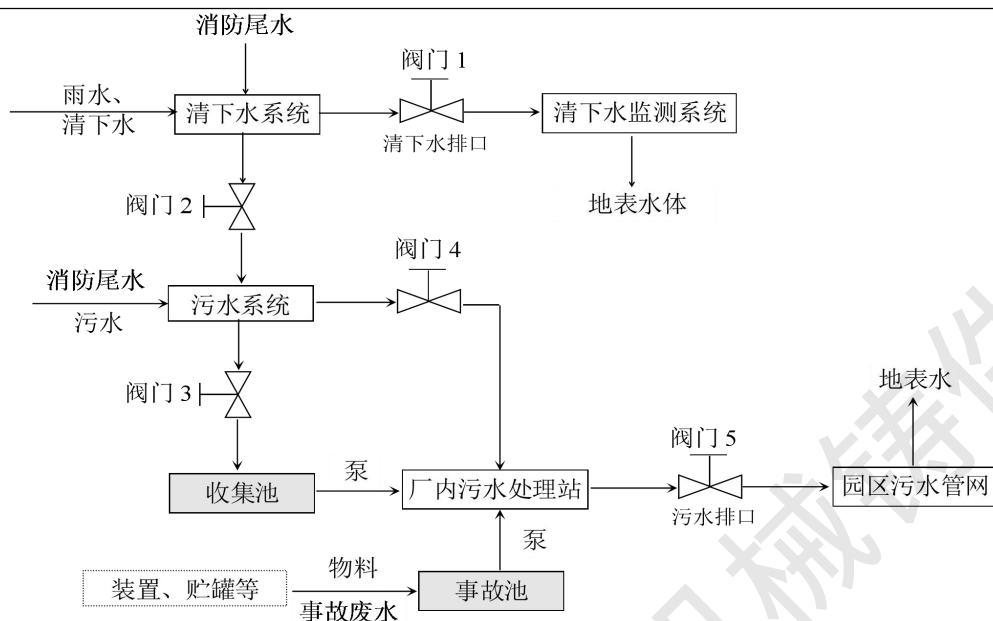 消防尾水
阀门 1
雨水、
清下水
清下水系统
清下水排口
清下水监测系统
阀门 2
地表水体
阀门 4
消防尾水
污水
污水系统
阀门 3
地表水
阀门 5
收集池
泵
厂内污水处理站
污水排口
园区污水管网
泵
装置、贮罐等
物料
事故废水
事故池
机械铸件